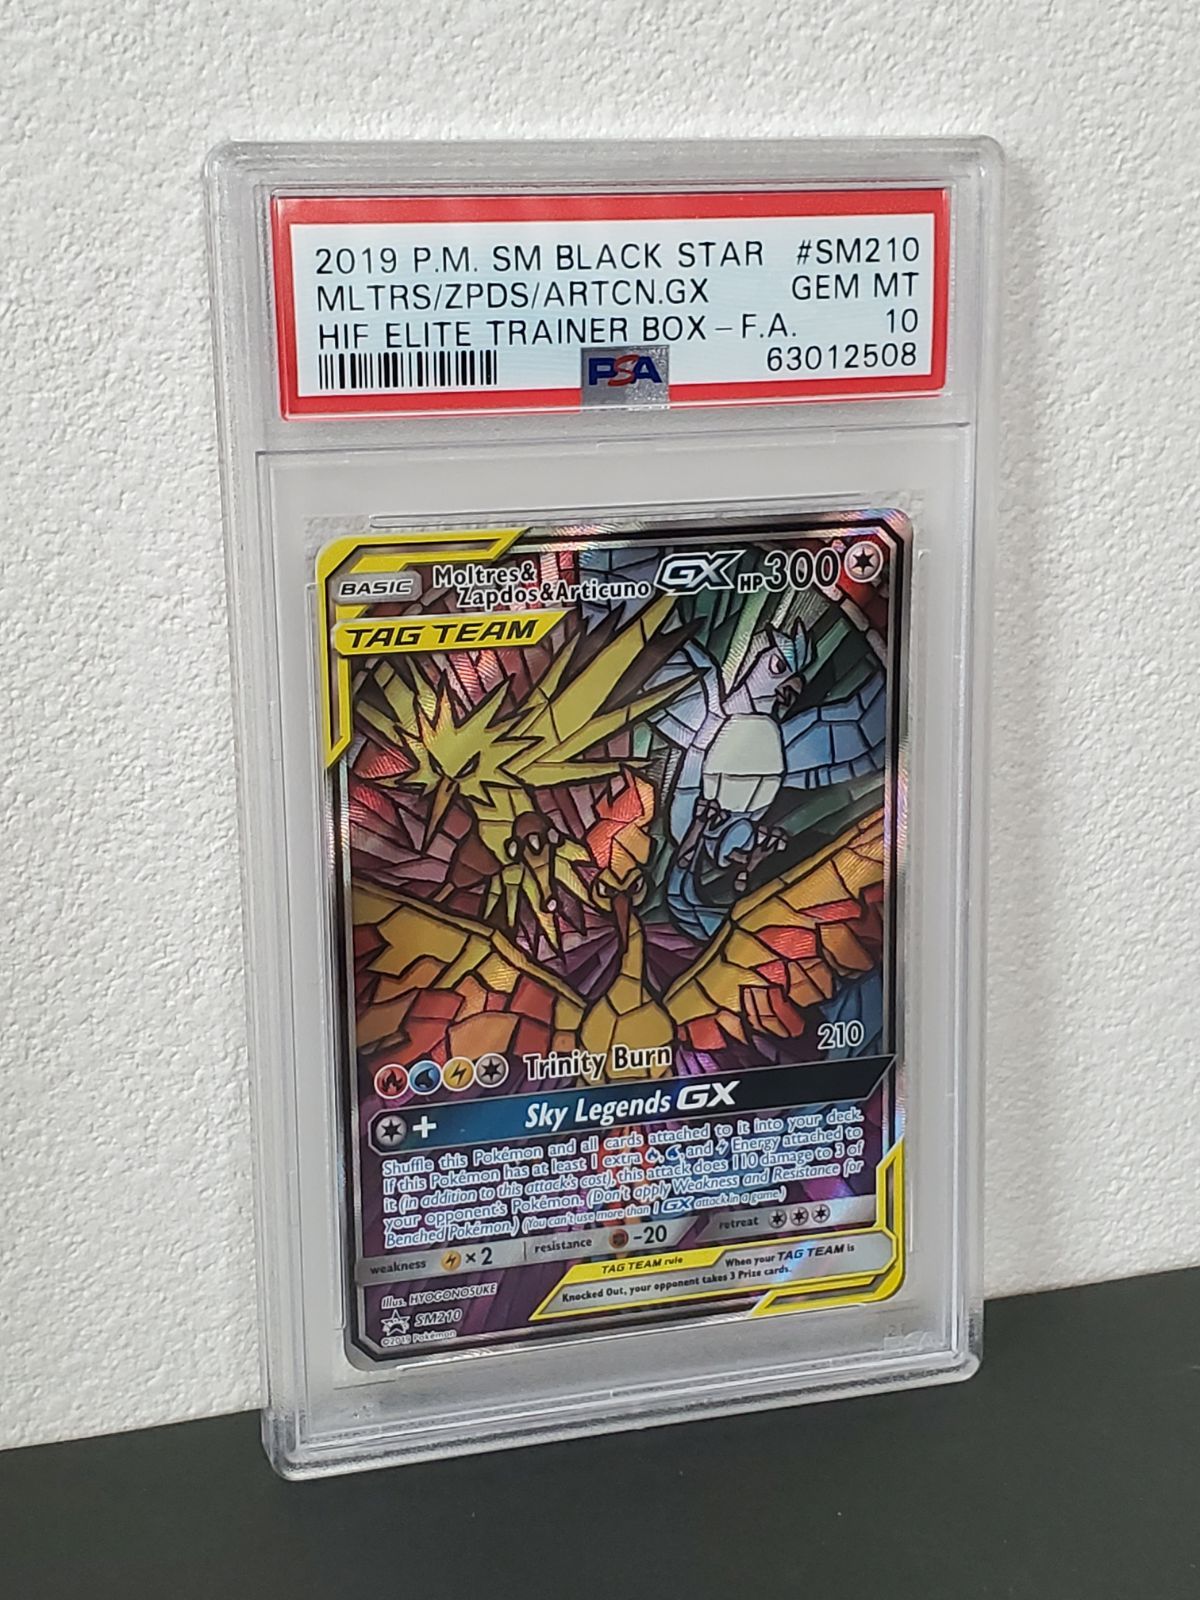 2019 P.M. SM BLACK STAR #SM210
MLTRS/ZPDS/ARTCN.GX GEM MT
HIF ELITE TRAINER BOX - F.A. 10
PSA 63012508
BASIC Moltres& Zapdos&Articuno GX HP300
TAG TEAM
Trinity Burn 210
+ Sky Legends GX
Shuffle this Pokémon and all cards attached to it into your deck.
If this Pokémon has at least 1 extra , , and Energy attached to
it (in addition to this attack's cost), this attack does 110 damage to 3 of
your opponent's Pokémon. (Don't apply Weakness and Resistance for
Benched Pokémon.) (You can't use more than 1 GX attack in a game.)
weakness ×2 resistance -20 retreat
TAG TEAM rule When your TAG TEAM is
Knocked Out, your opponent takes 3 Prize cards.
Illus. HYOGONOSUKE
SM210
©2019 Pokémon